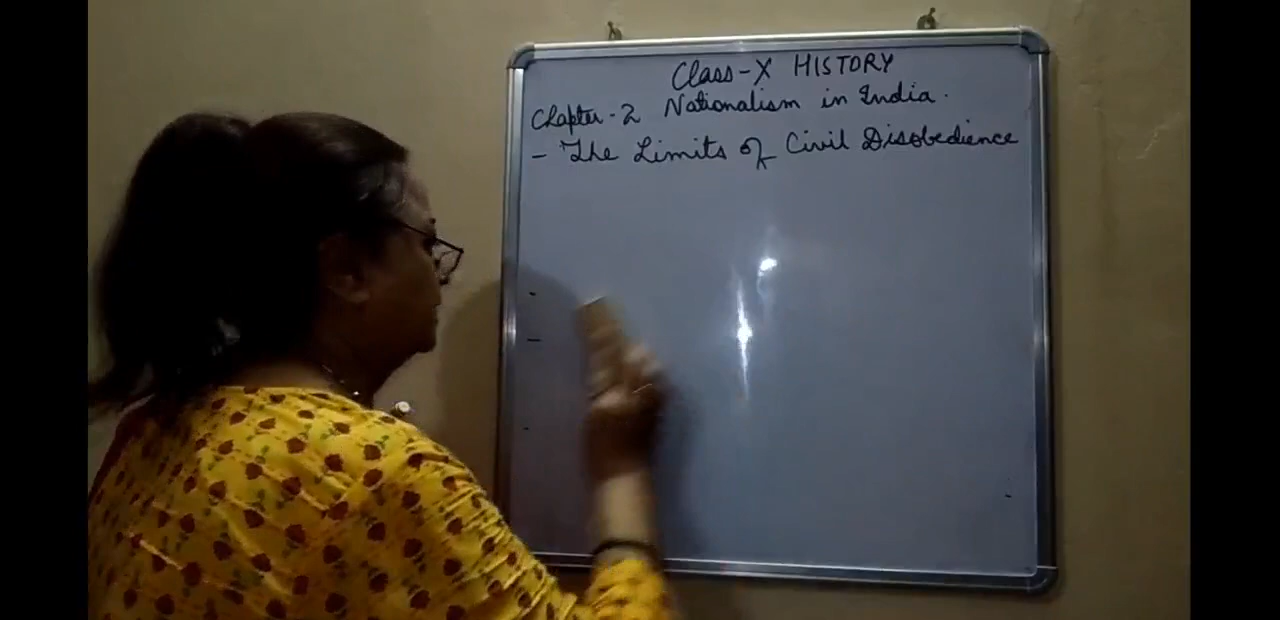 Class-X HISTORY
Chapter-2 Nationalism in India.
- The Limits of Civil Disobedience